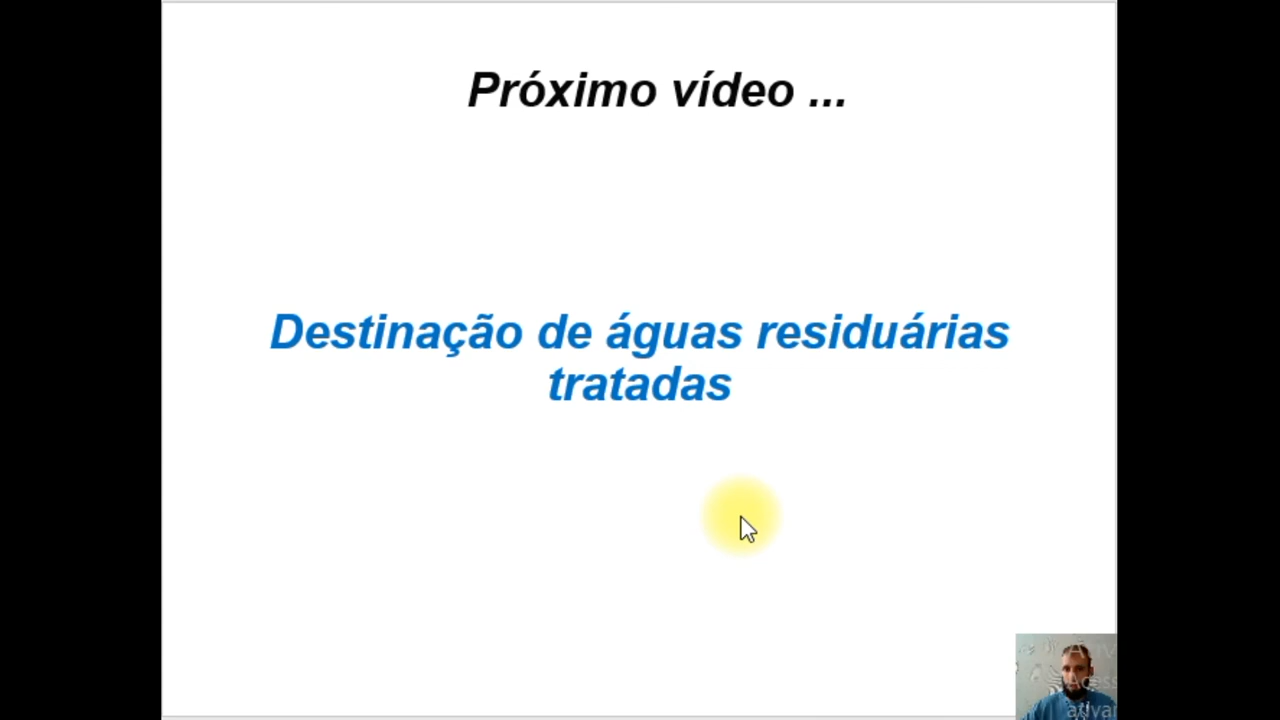 Próximo vídeo ...
Destinação de águas residuárias
tratadas